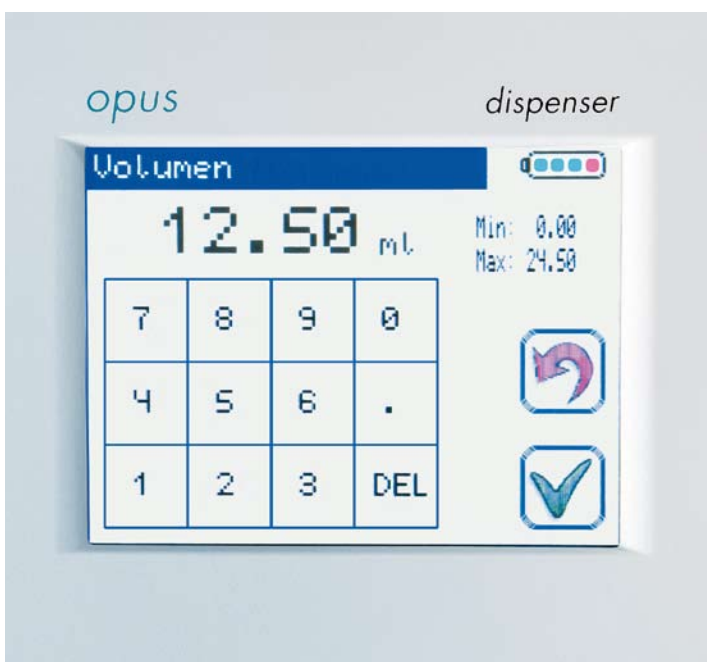 opus dispenser
Volumen
12.50 ml
Min: 0.00
Max: 24.50
7 8 9 0
4 5 6 .
1 2 3 DEL